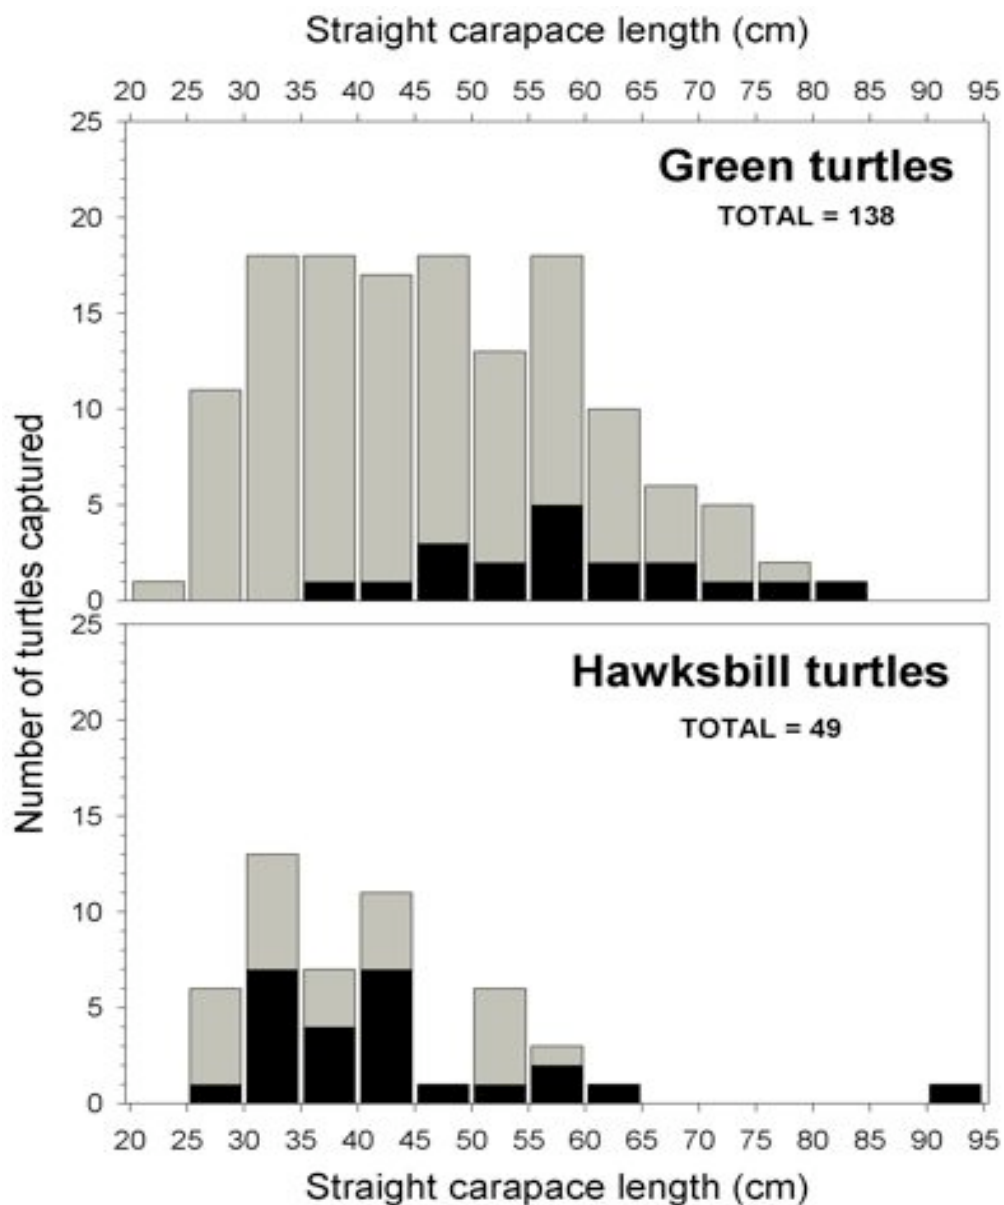 Straight carapace length (cm)
20 25 30 35 40 45 50 55 60 65 70 75 80 85 90 95
25
Green turtles
TOTAL = 138
20
15
10
5
0
Number of turtles captured
25
Hawksbill turtles
TOTAL = 49
20
15
10
5
0
20 25 30 35 40 45 50 55 60 65 70 75 80 85 90 95
Straight carapace length (cm)